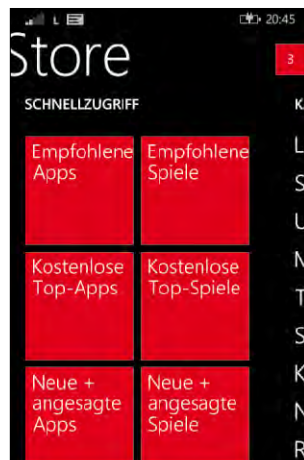 L 20:45
Store
3
SCHNELLZUGRIFF
Empfohlene
Apps
Empfohlene
Spiele
Kostenlose
Top-Apps
Kostenlose
Top-Spiele
Neue +
angesagte
Apps
Neue +
angesagte
Spiele
K
L
S
U
N
T
S
K
N
R